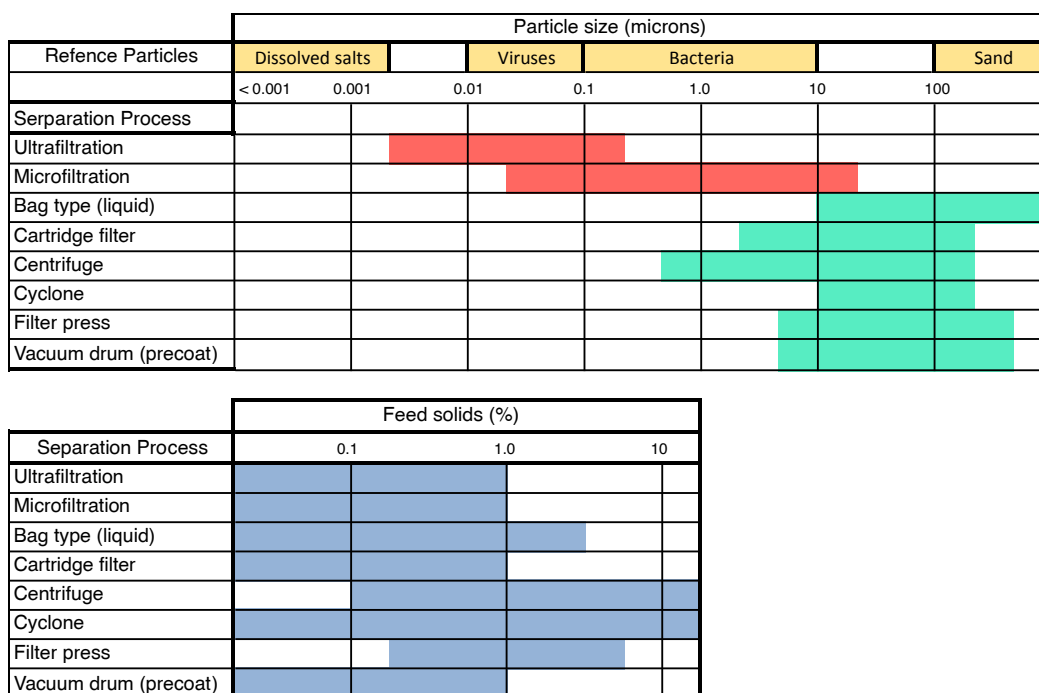 Particle size (microns)
Refence Particles Dissolved salts Viruses Bacteria Sand
< 0.001 0.001 0.01 0.1 1.0 10 100
Serparation Process
Ultrafiltration
Microfiltration
Bag type (liquid)
Cartridge filter
Centrifuge
Cyclone
Filter press
Vacuum drum (precoat)
Feed solids (%)
Separation Process 0.1 1.0 10
Ultrafiltration
Microfiltration
Bag type (liquid)
Cartridge filter
Centrifuge
Cyclone
Filter press
Vacuum drum (precoat)